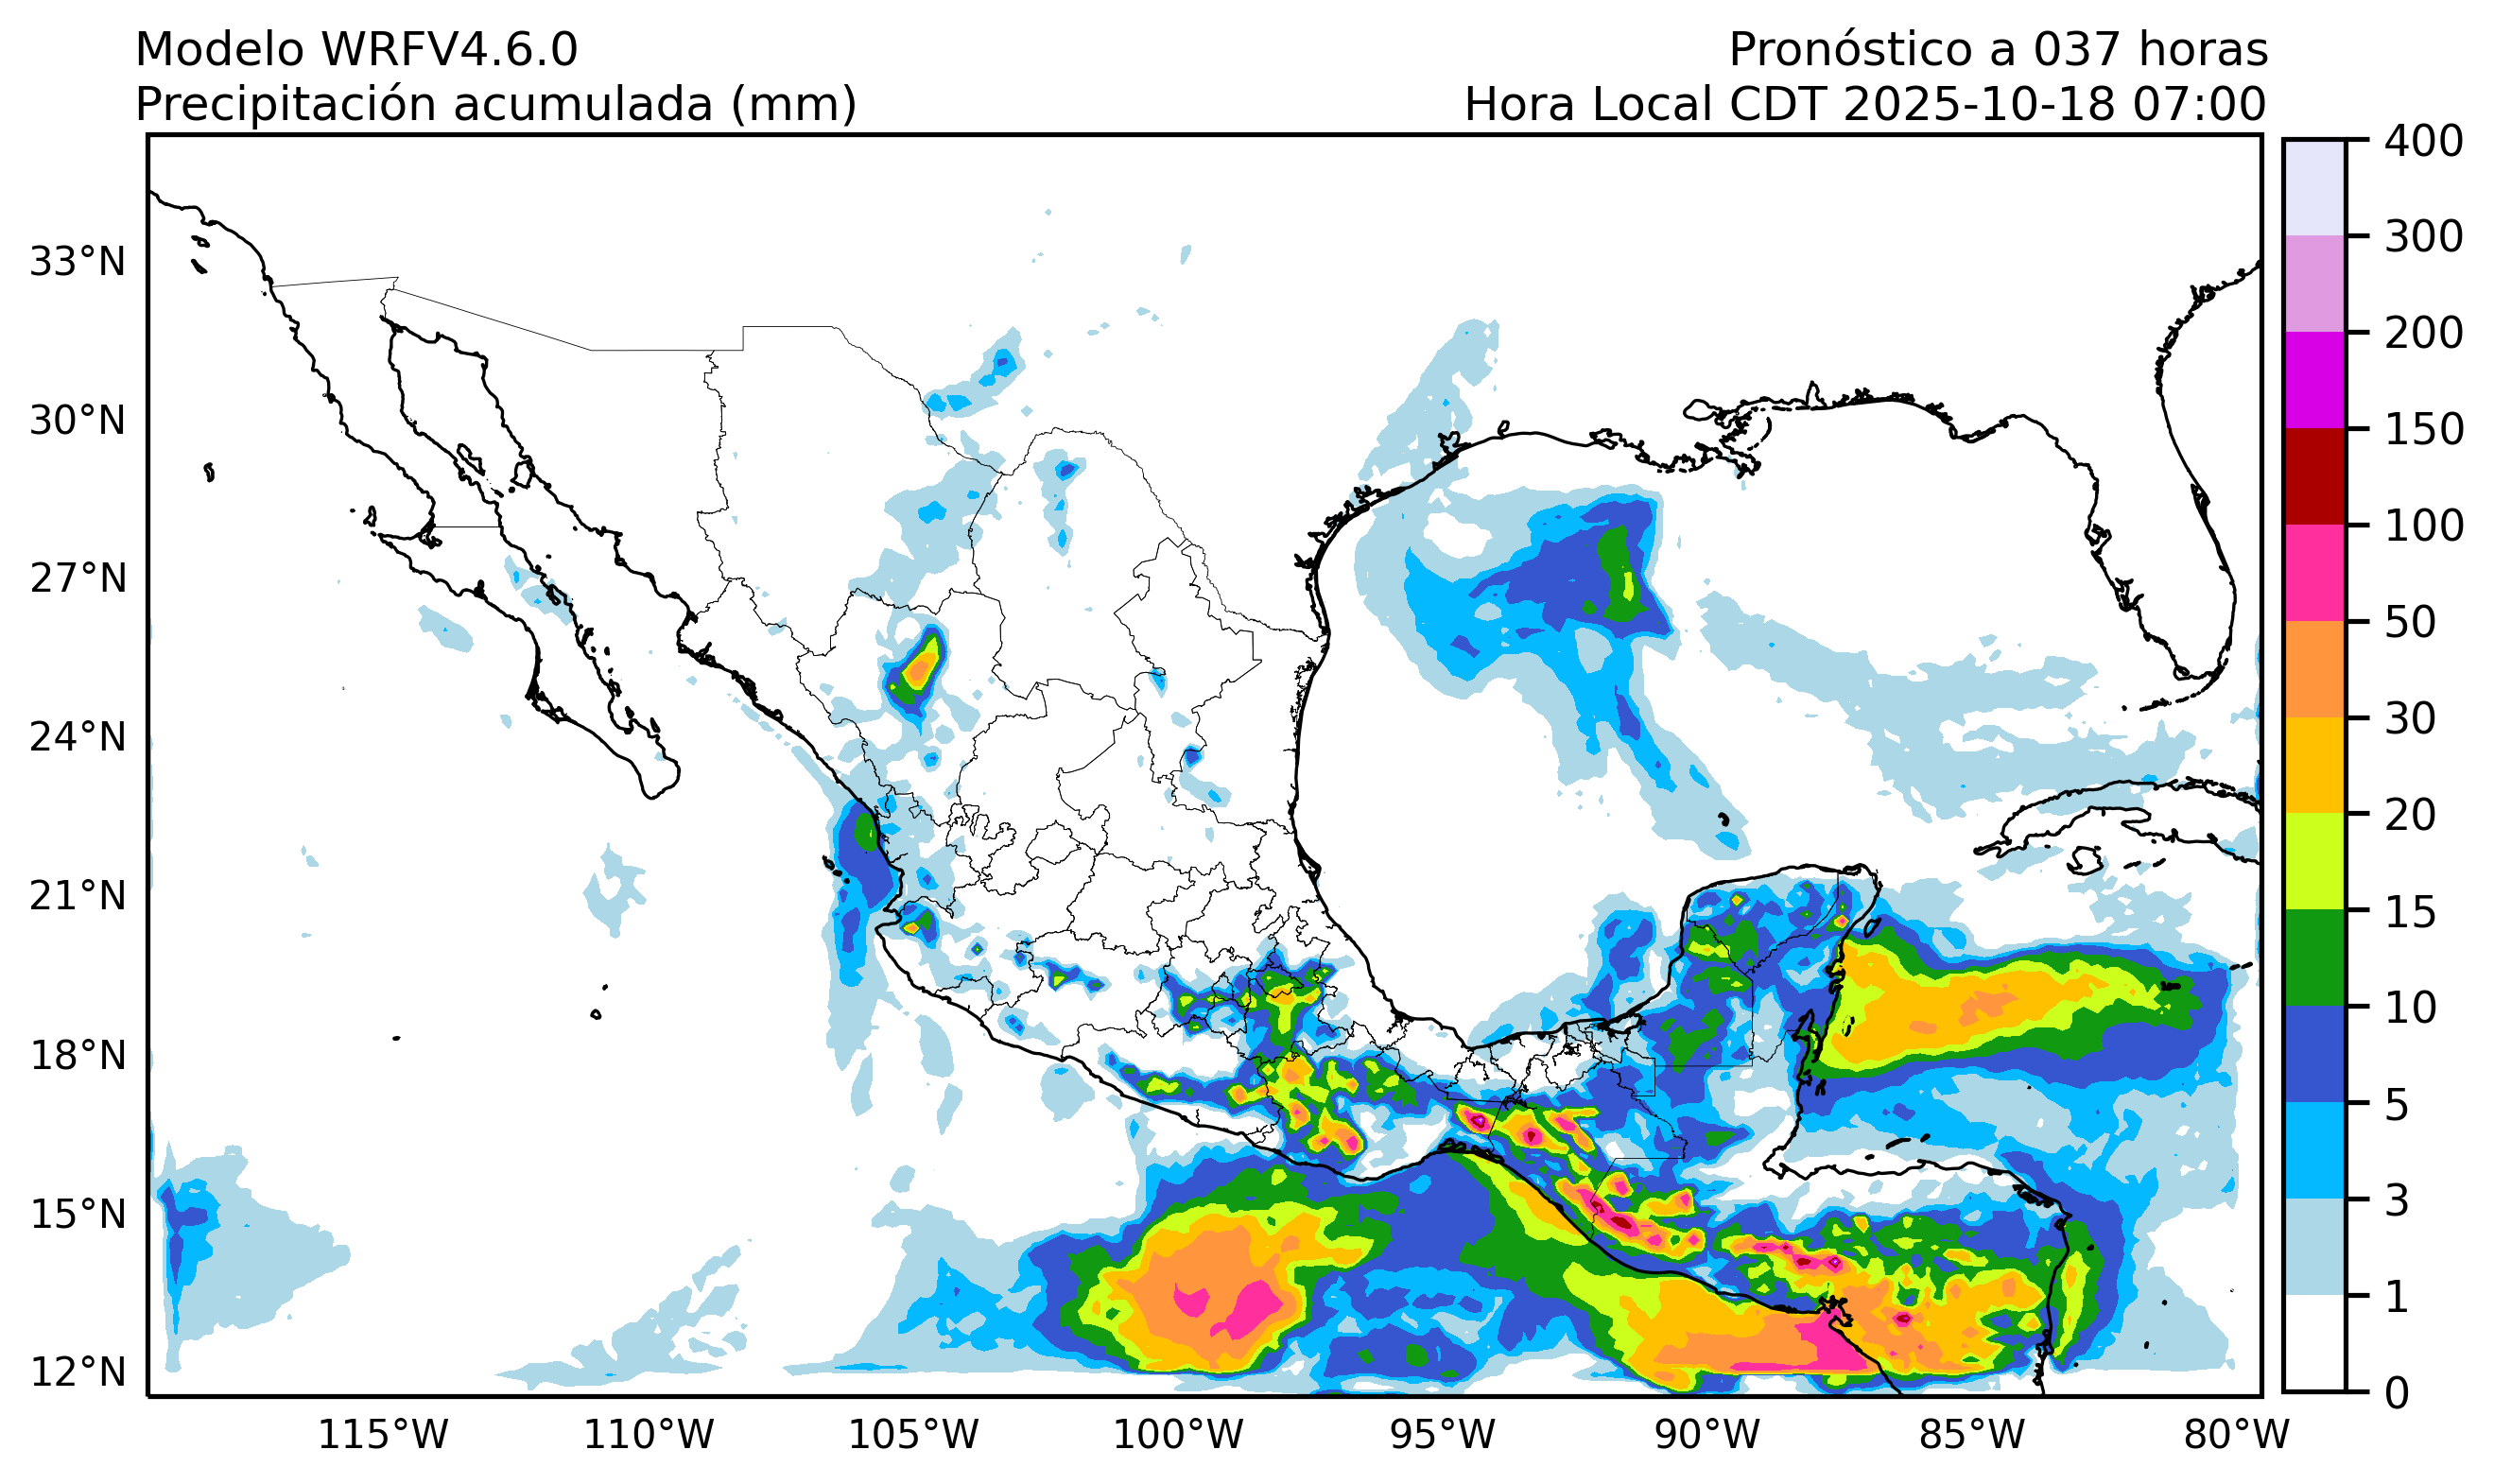 Modelo WRFV4.6.0
Pronóstico a 037 horas
Precipitación acumulada (mm)
Hora Local CDT 2025-10-18 07:00
33°N
30°N
27°N
24°N
21°N
18°N
15°N
12°N
115°W
110°W
105°W
100°W
95°W
90°W
85°W
80°W
400
300
200
150
100
50
30
20
15
10
5
3
1
0